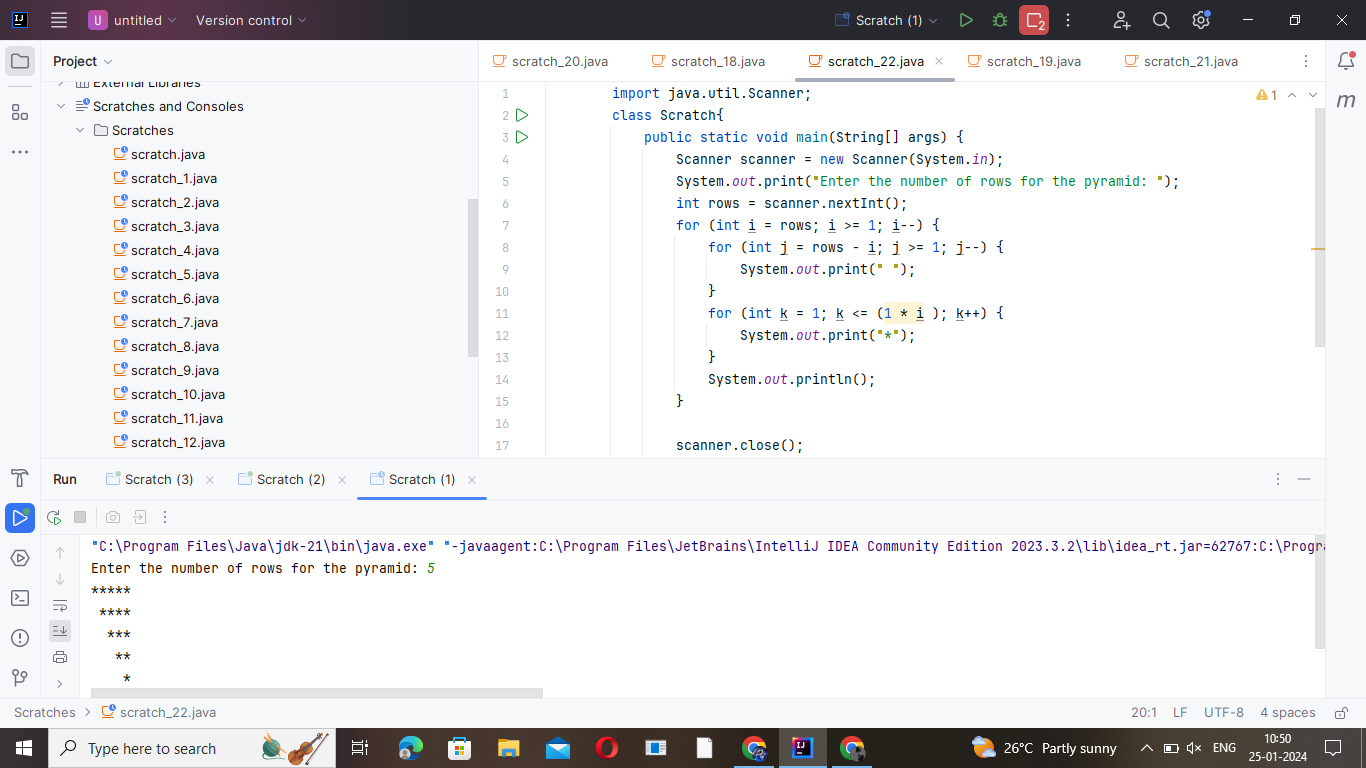 U untitled Version control Scratch (1) 2
Project
scratch_20.java scratch_18.java scratch_22.java scratch_19.java scratch_21.java
External Libraries
Scratches and Consoles
Scratches
scratch.java
scratch_1.java
scratch_2.java
scratch_3.java
scratch_4.java
scratch_5.java
scratch_6.java
scratch_7.java
scratch_8.java
scratch_9.java
scratch_10.java
scratch_11.java
scratch_12.java
1
1 import java.util.Scanner;
2 class Scratch{
3 public static void main(String[] args) {
4 Scanner scanner = new Scanner(System.in);
5 System.out.print("Enter the number of rows for the pyramid: ");
6 int rows = scanner.nextInt();
7 for (int i = rows; i >= 1; i--) {
8 for (int j = rows - i; j >= 1; j--) {
9 System.out.print(" ");
10 }
11 for (int k = 1; k <= (1 * i ); k++) {
12 System.out.print("*");
13 }
14 System.out.println();
15 }
16
17 scanner.close();
m
Run Scratch (3) Scratch (2) Scratch (1)
"C:\Program Files\Java\jdk-21\bin\java.exe" "-javaagent:C:\Program Files\JetBrains\IntelliJ IDEA Community Edition 2023.3.2\lib\idea_rt.jar=62767:C:\Progra
Enter the number of rows for the pyramid: 5
*****
****
***
**
*
Scratches > scratch_22.java 20:1 LF UTF-8 4 spaces
Type here to search 26°C Partly sunny ENG 10:50
25-01-2024